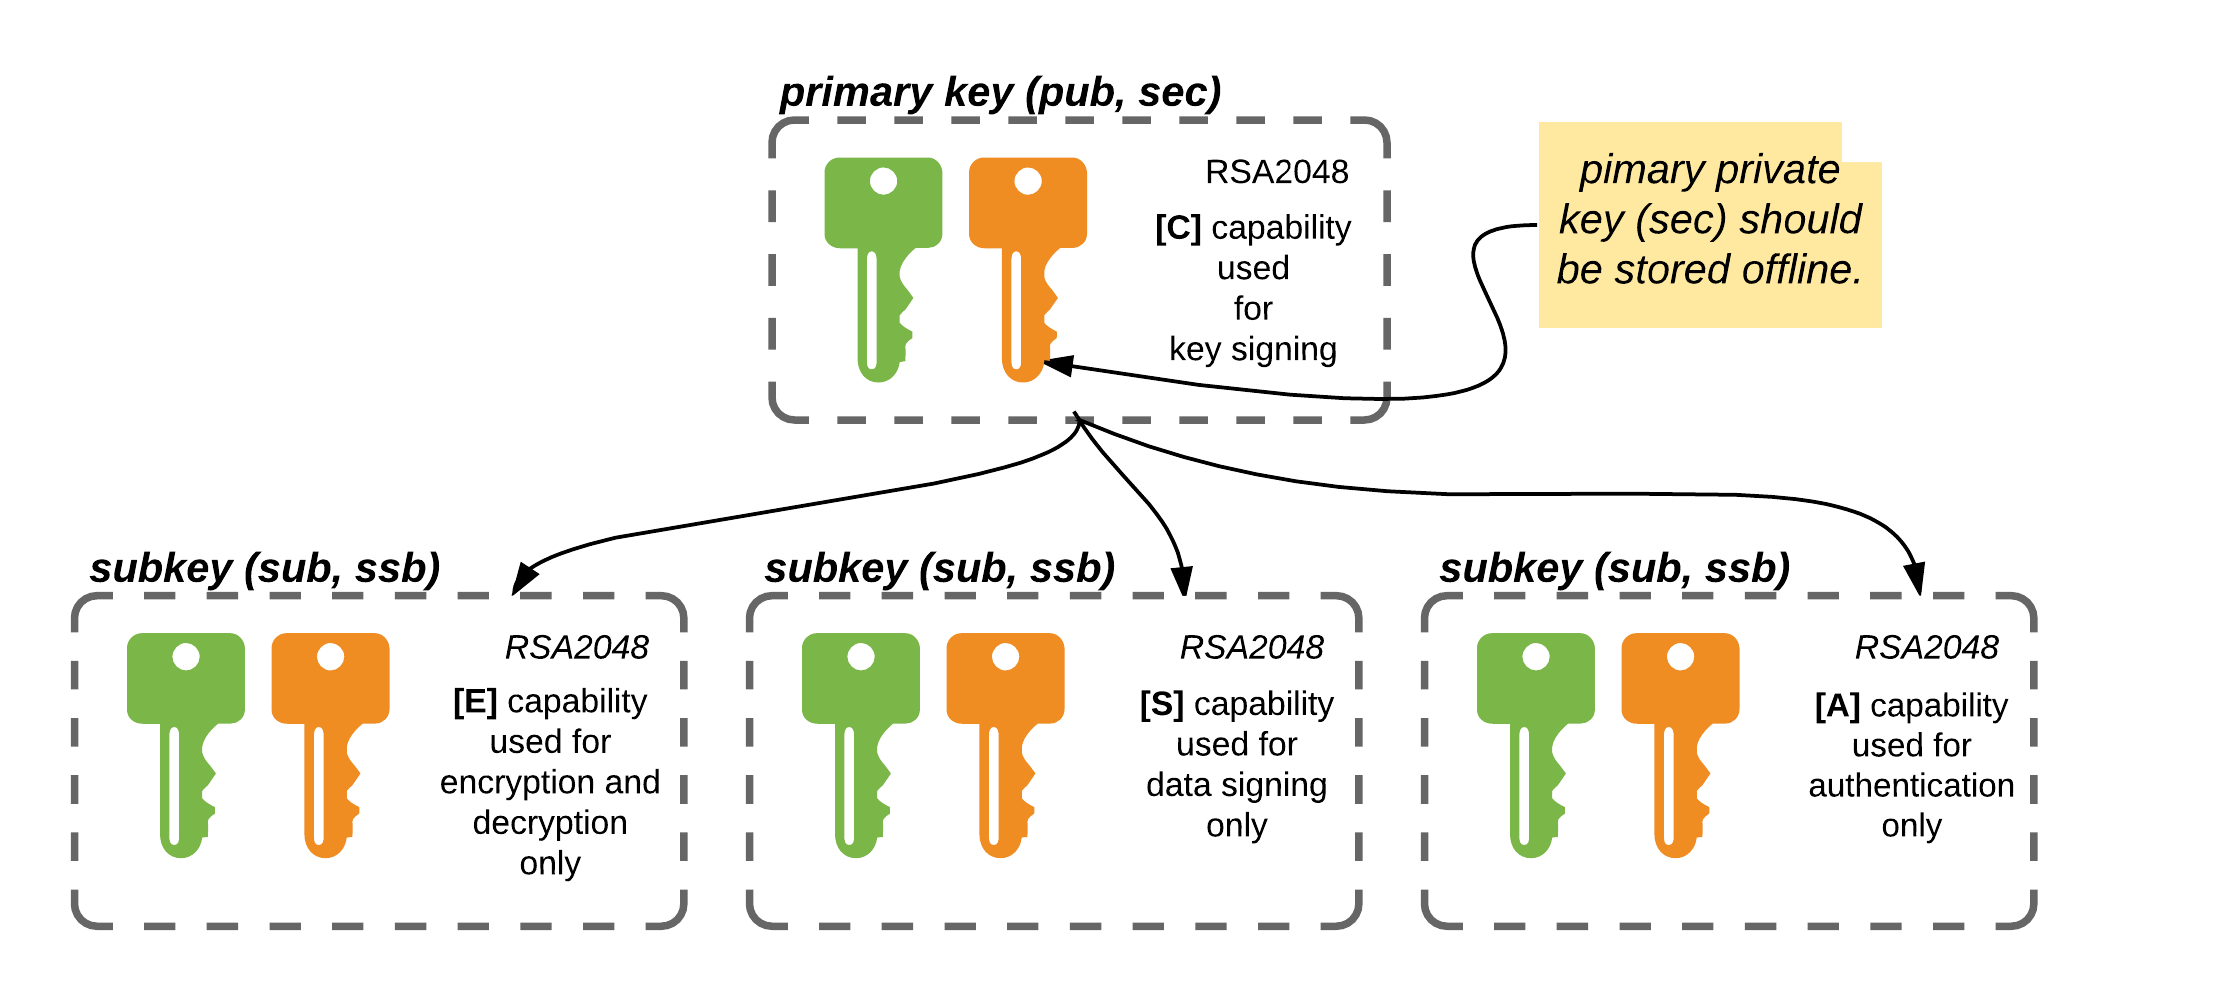 primary key (pub, sec)
RSA2048
[C] capability
used
for
key signing
pimary private
key (sec) should
be stored offline.
subkey (sub, ssb)
RSA2048
[E] capability
used for
encryption and
decryption
only
subkey (sub, ssb)
RSA2048
[S] capability
used for
data signing
only
subkey (sub, ssb)
RSA2048
[A] capability
used for
authentication
only